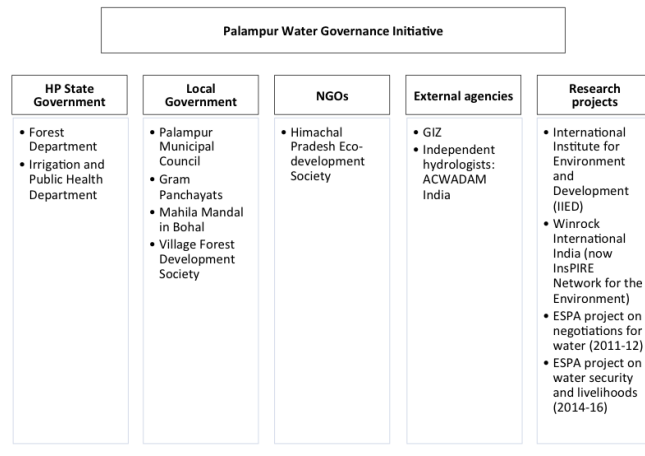 Palampur Water Governance Initiative
HP State
Government
• Forest
Department
• Irrigation and
Public Health
Department
Local
Government
• Palampur
Municipal
Council
• Gram
Panchayats
• Mahila Mandal
in Bohal
• Village Forest
Development
Society
NGOs
• Himachal
Pradesh Eco-
development
Society
External agencies
• GIZ
• Independent
hydrologists:
ACWADAM
India
Research
projects
• International
Institute for
Environment
and
Development
(IIED)
• Winrock
International
India (now
InsPIRE
Network for the
Environment)
• ESPA project on
negotiations for
water (2011-12)
• ESPA project on
water security
and livelihoods
(2014-16)